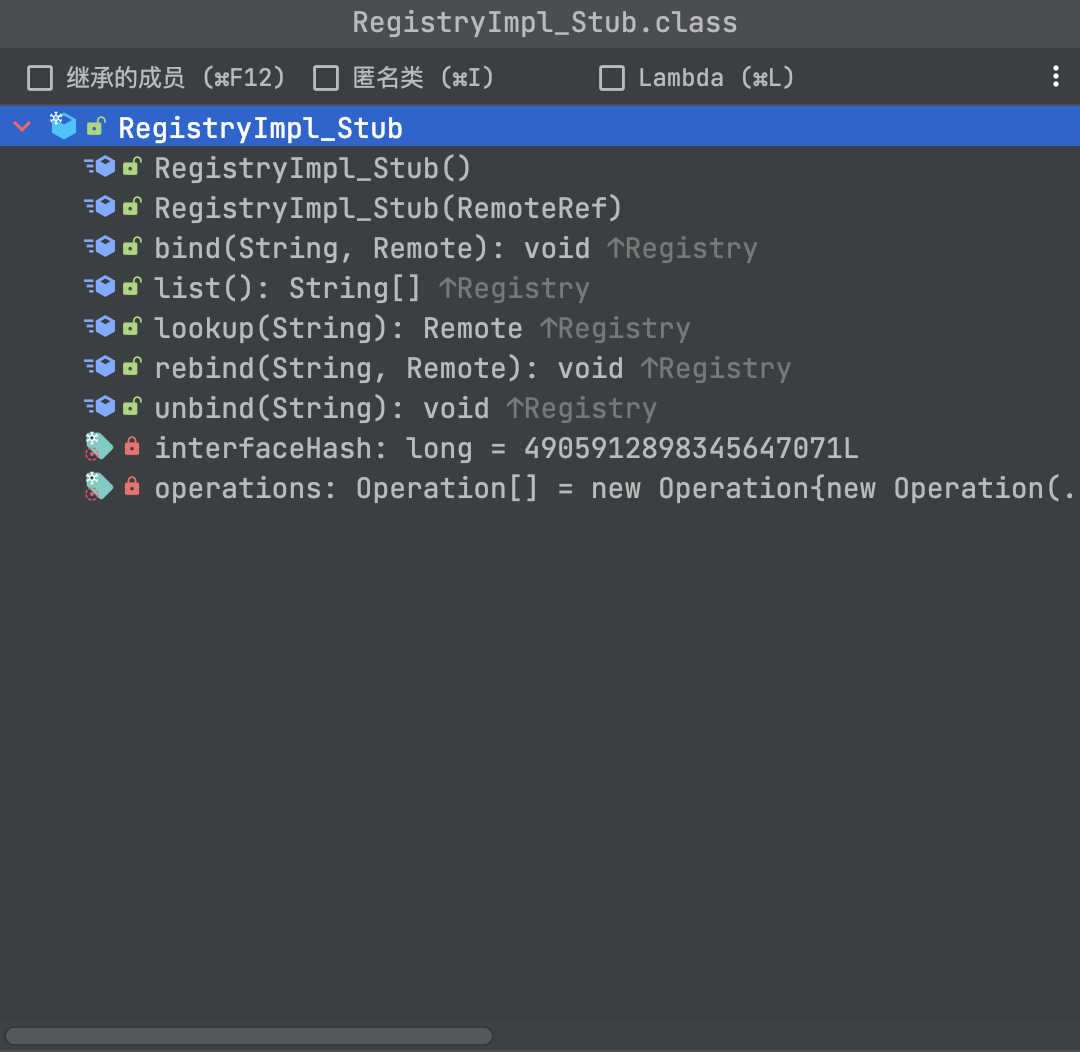 RegistryImpl_Stub.class
继承的成员 (⌘F12) 匿名类 (⌘I) Lambda (⌘L)
RegistryImpl_Stub
RegistryImpl_Stub()
RegistryImpl_Stub(RemoteRef)
bind(String, Remote): void ↑Registry
list(): String[] ↑Registry
lookup(String): Remote ↑Registry
rebind(String, Remote): void ↑Registry
unbind(String): void ↑Registry
interfaceHash: long = 4905912898345647071L
operations: Operation[] = new Operation{new Operation(.